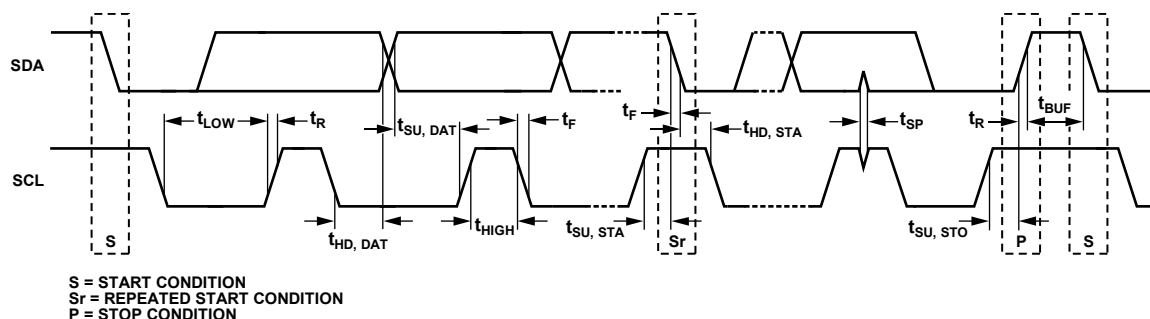 SDA
tLOW
tR
tSU, DAT
tF
tF
tHD, STA
tSP
tR
tBUF
SCL
tHD, DAT
tHIGH
tSU, STA
tSU, STO
S
Sr
P
S
S = START CONDITION
Sr = REPEATED START CONDITION
P = STOP CONDITION